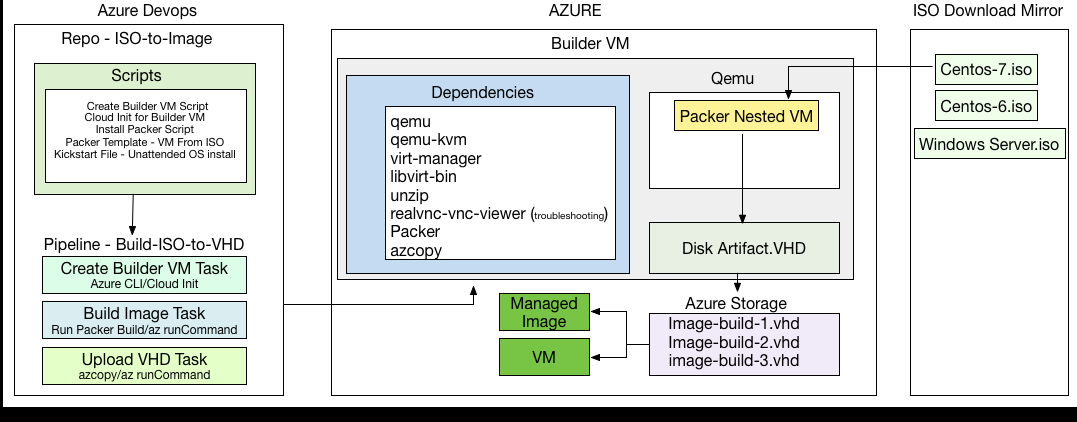 Azure Devops
Repo - ISO-to-Image
Scripts
Create Builder VM Script
Cloud Init for Builder VM
Install Packer Script
Packer Template - VM From ISO
Kickstart File - Unattended OS install
Pipeline - Build-ISO-to-VHD
Create Builder VM Task
Azure CLI/Cloud Init
Build Image Task
Run Packer Build/az runCommand
Upload VHD Task
azcopy/az runCommand
AZURE
Builder VM
Dependencies
qemu
qemu-kvm
virt-manager
libvirt-bin
unzip
realvnc-vnc-viewer (troubleshooting)
Packer
azcopy
Qemu
Packer Nested VM
Disk Artifact.VHD
Azure Storage
Image-build-1.vhd
Image-build-2.vhd
image-build-3.vhd
Managed
Image
VM
ISO Download Mirror
Centos-7.iso
Centos-6.iso
Windows Server.iso